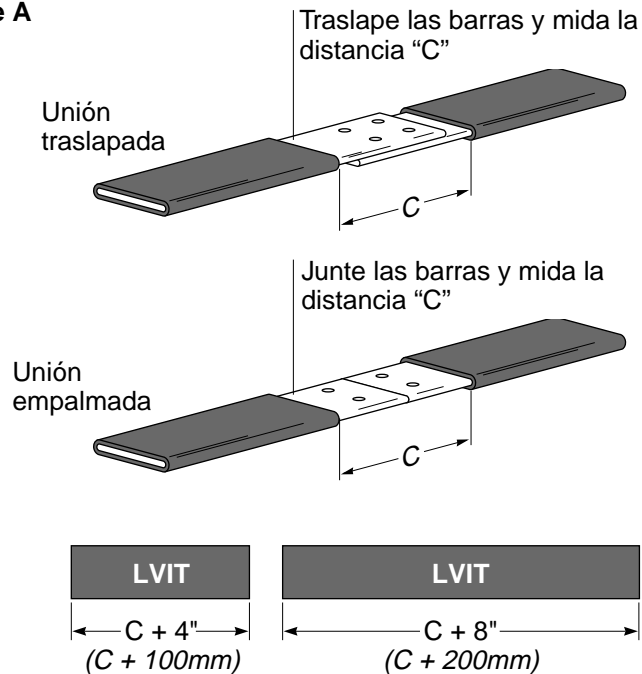 e A
Traslape las barras y mida la
distancia “C”
Unión
traslapada
C
Junte las barras y mida la
distancia “C”
Unión
empalmada
C
LVIT
LVIT
C + 4"
C + 8"
(C + 100mm)
(C + 200mm)